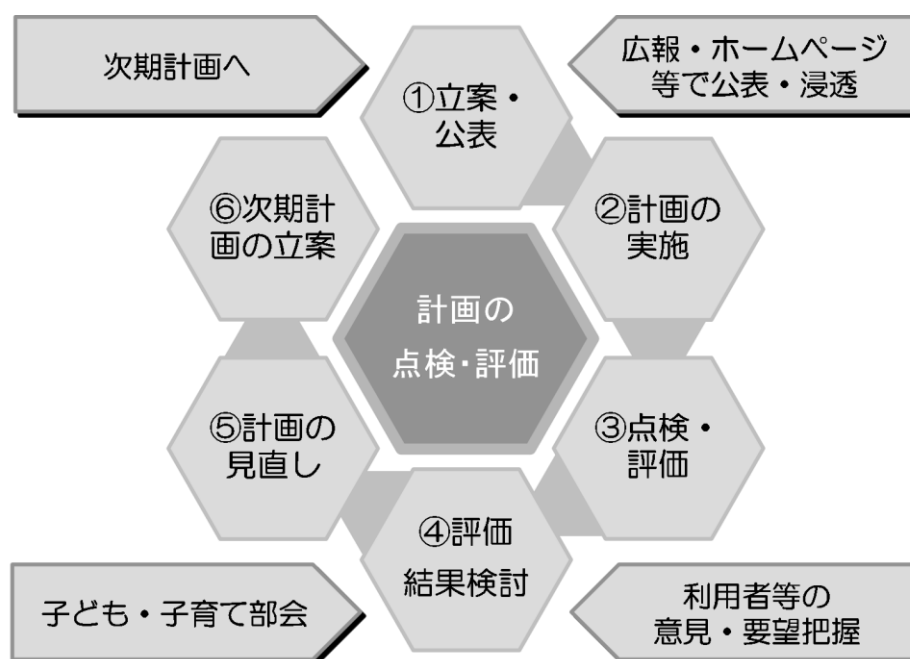 次期計画へ
広報・ホームページ
等で公表・浸透
①立案・
公表
②計画の
実施
③点検・
評価
④評価
結果検討
⑤計画の
見直し
⑥次期計
画の立案
計画の
点検・評価
子ども・子育て部会
利用者等の
意見・要望把握